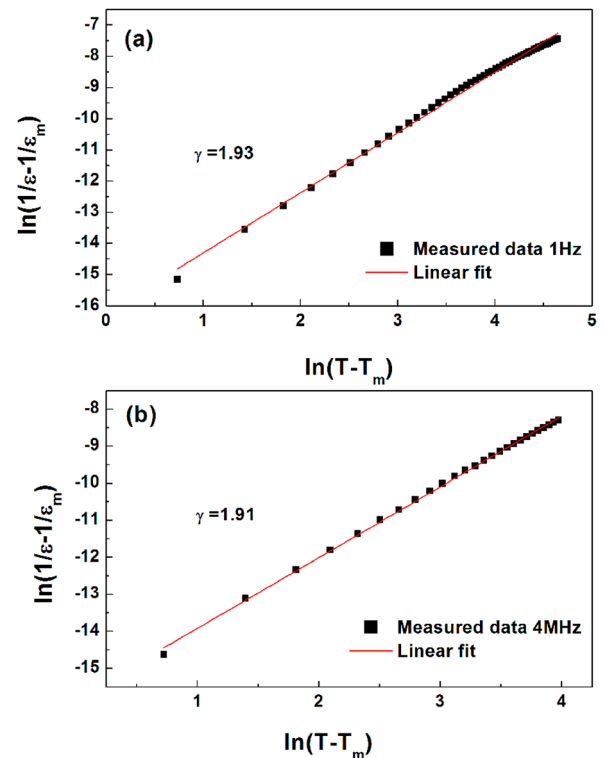 (a)
-7
-8
-9
-10
-11
-12
-13
-14
-15
-16
ln(1/ε-1/εm)
γ =1.93
Measured data 1Hz
Linear fit
0 1 2 3 4 5
ln(T-Tm)
(b)
-8
-9
-10
-11
-12
-13
-14
-15
ln(1/ε-1/εm)
γ =1.91
Measured data 4MHz
Linear fit
1 2 3 4
ln(T-Tm)